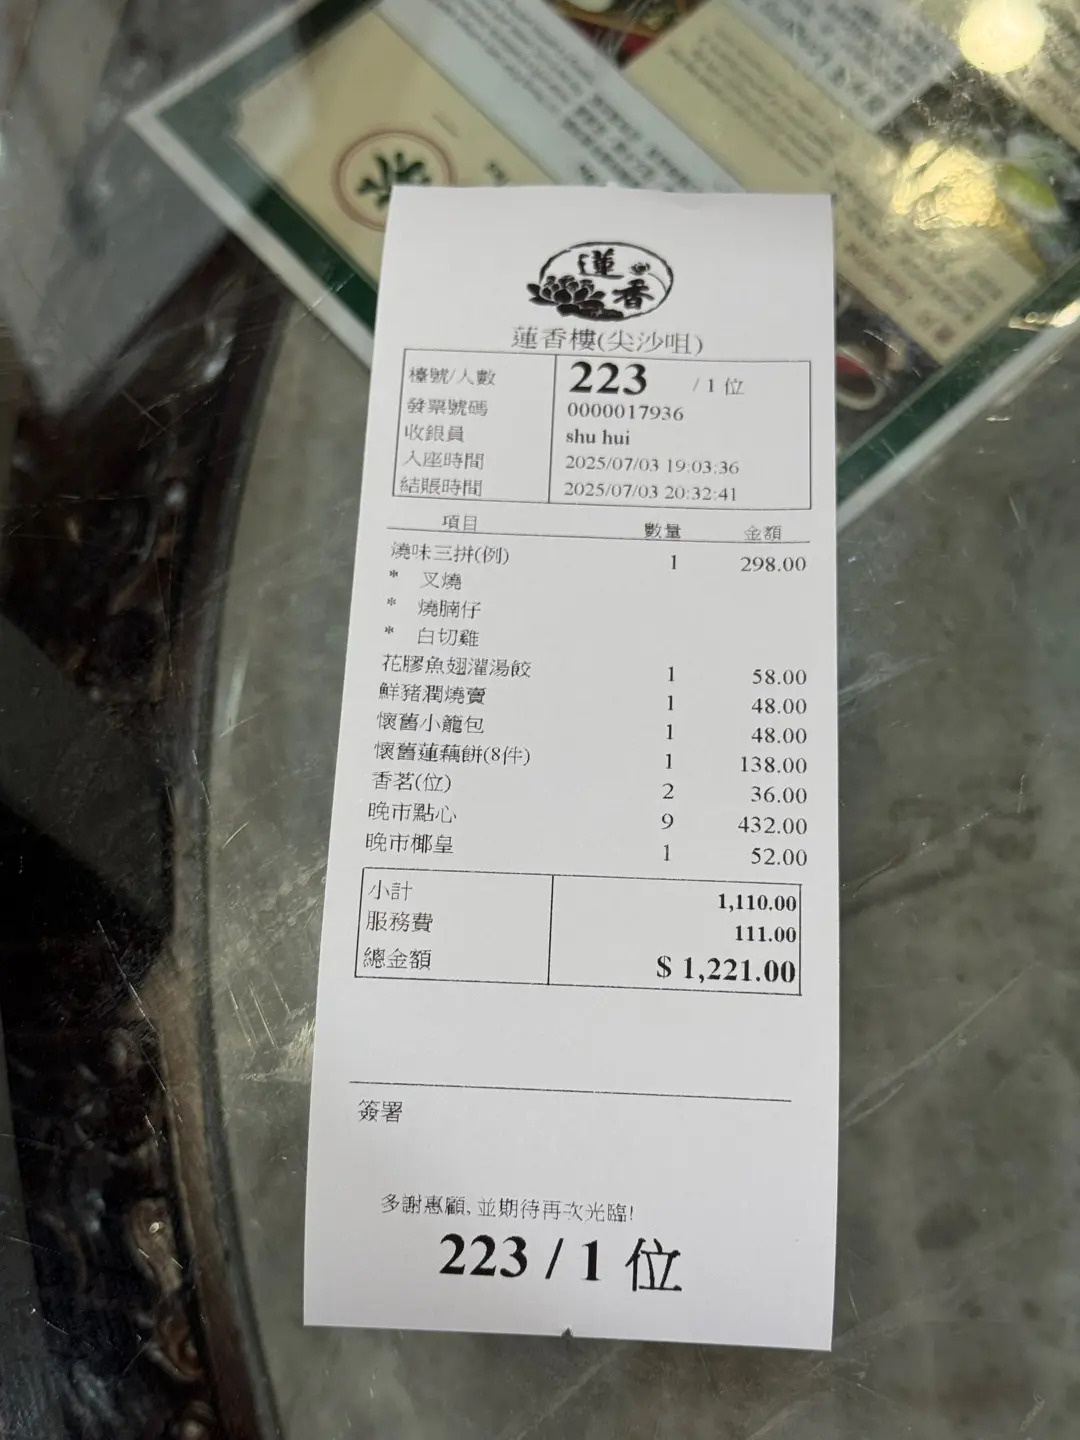 蓮香
蓮香樓(尖沙咀)
檯號/人數 223 / 1 位
發票號碼 0000017936
收銀員 shu hui
入座時間 2025/07/03 19:03:36
結賬時間 2025/07/03 20:32:41
項目 數量 金額
燒味三拼(例) 1 298.00
* 叉燒
* 燒腩仔
* 白切雞
花膠魚翅灌湯餃 1 58.00
鮮豬潤燒賣 1 48.00
懷舊小籠包 1 48.00
懷舊蓮藕餅(8件) 1 138.00
香茗(位) 2 36.00
晚市點心 9 432.00
晚市椰皇 1 52.00
小計 1,110.00
服務費 111.00
總金額 $ 1,221.00
簽署
多謝惠顧, 並期待再次光臨!
223 / 1 位